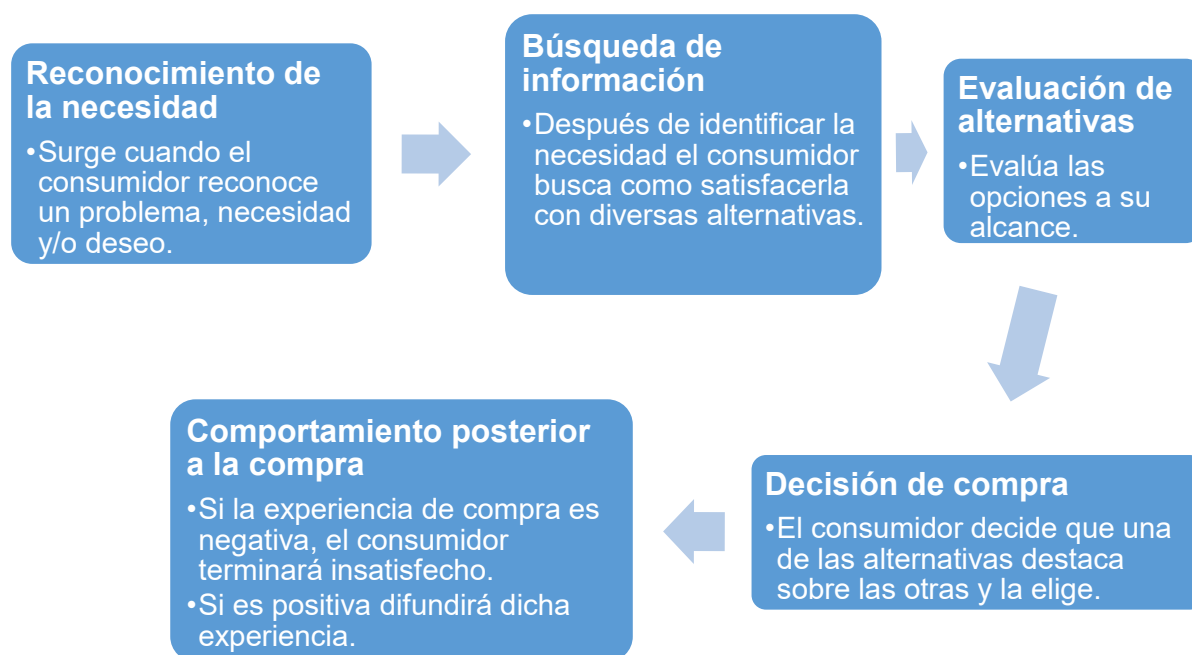 Reconocimiento de
la necesidad
•Surge cuando el
consumidor reconoce
un problema, necesidad
y/o deseo.
Búsqueda de
información
•Después de identificar la
necesidad el consumidor
busca como satisfacerla
con diversas alternativas.
Evaluación de
alternativas
•Evalúa las
opciones a su
alcance.
Decisión de compra
•El consumidor decide que una
de las alternativas destaca
sobre las otras y la elige.
Comportamiento posterior
a la compra
•Si la experiencia de compra es
negativa, el consumidor
terminará insatisfecho.
•Si es positiva difundirá dicha
experiencia.